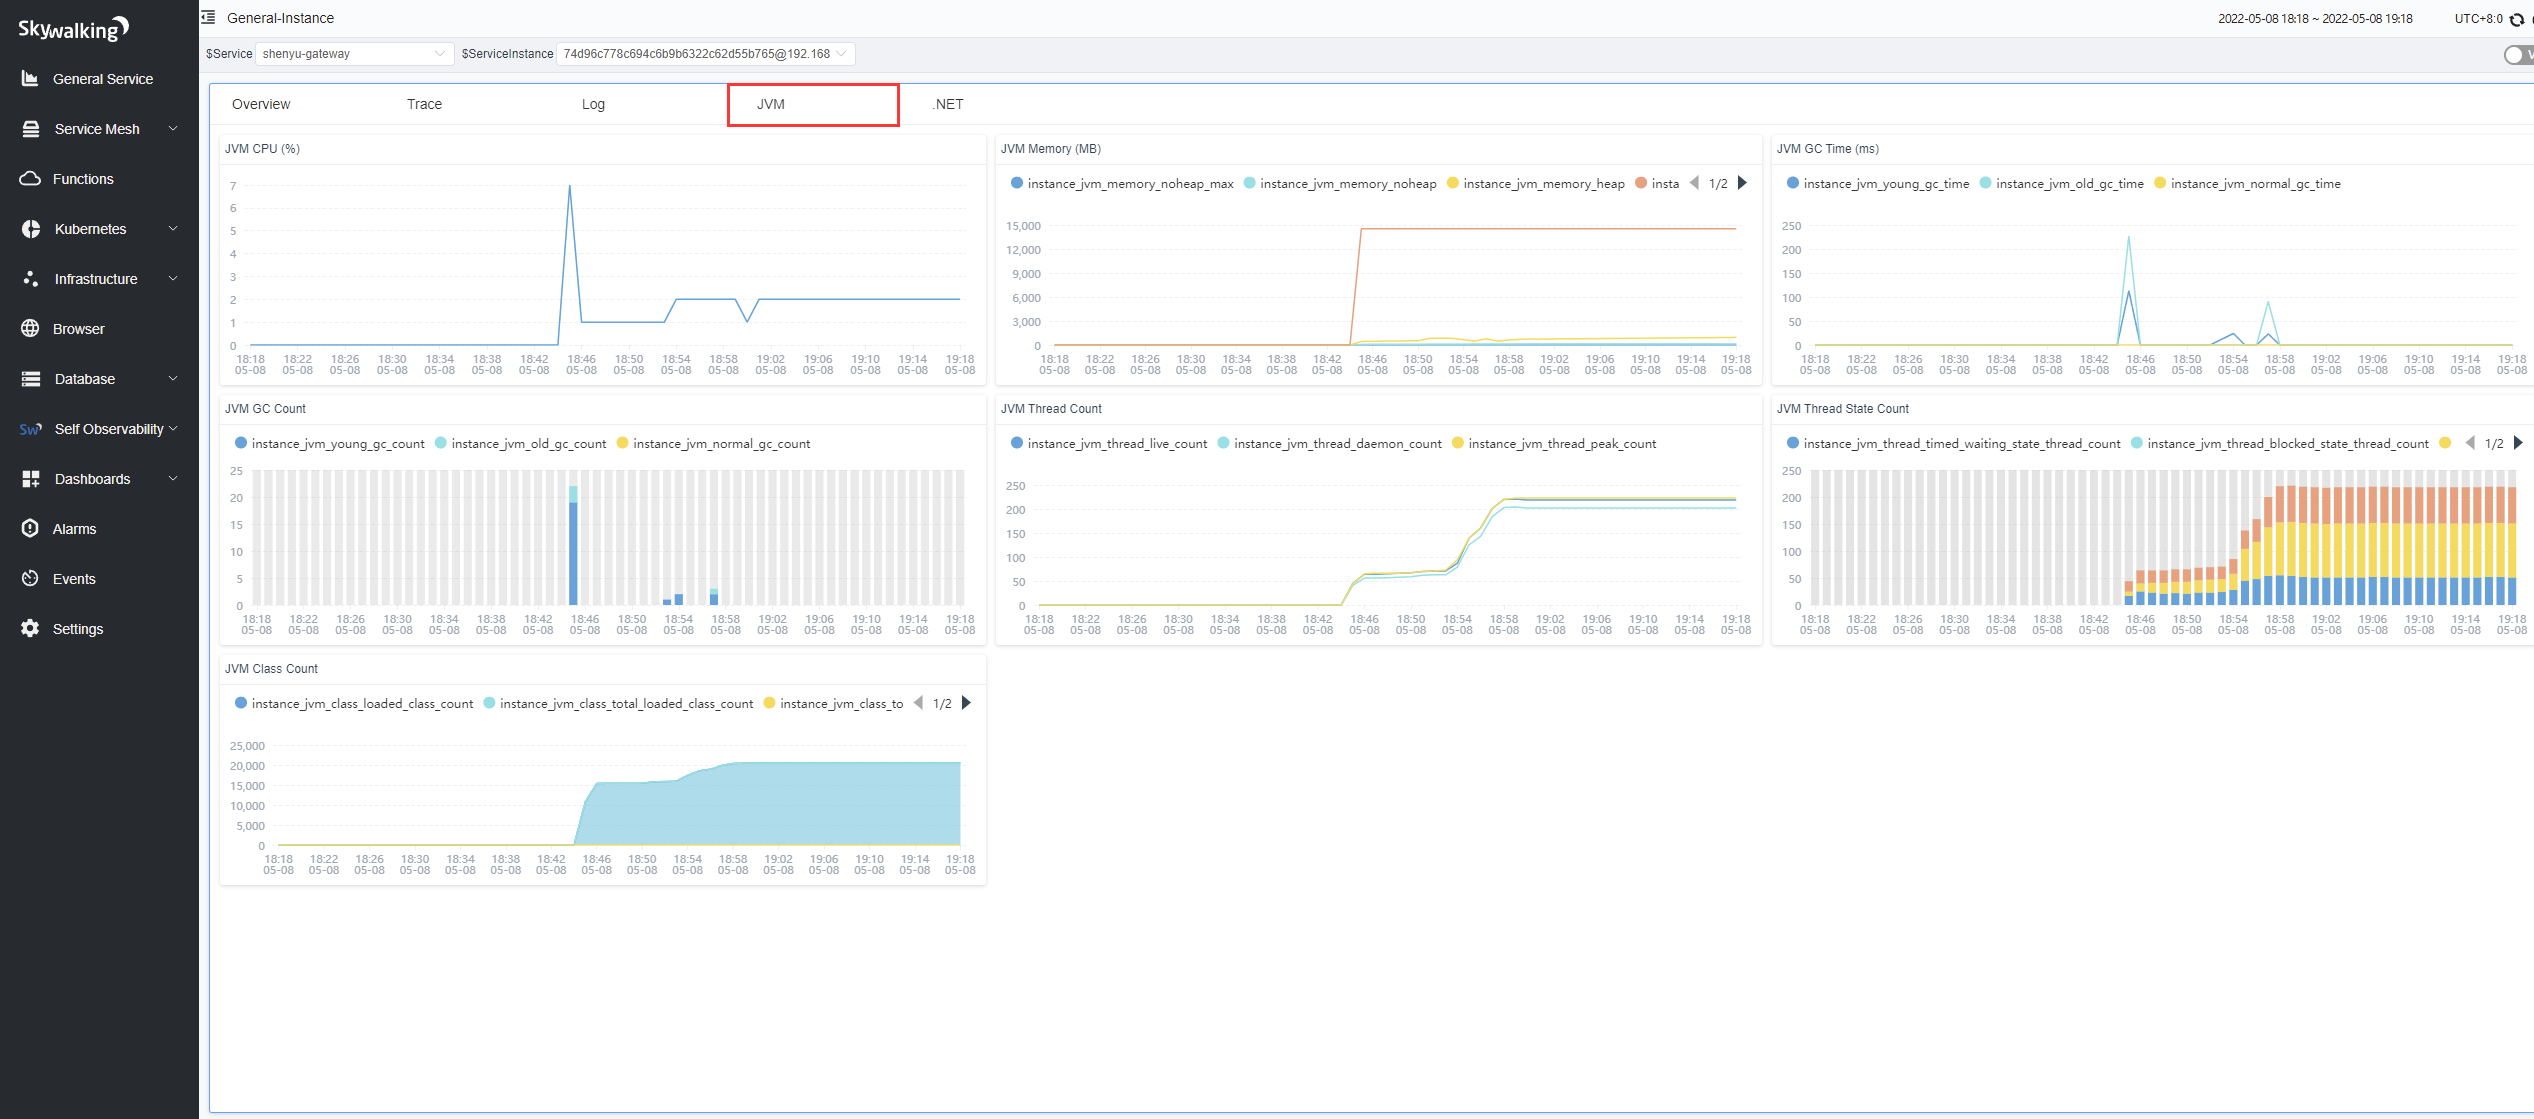 Skywalking
General Service
Service Mesh
Functions
Kubernetes
Infrastructure
Browser
Database
Self Observability
Dashboards
Alarms
Events
Settings
General-Instance
2022-05-08 18:18 ~ 2022-05-08 19:18
UTC+8:0
$Service shenyu-gateway $ServiceInstance 74d96c778c694c6b9b6322c62d55b765@192.168
Overview Trace Log JVM .NET
JVM CPU (%)
7
6
5
4
3
2
1
0
18:18 18:22 18:26 18:30 18:34 18:38 18:42 18:46 18:50 18:54 18:58 19:02 19:06 19:10 19:14 19:18
05-08 05-08 05-08 05-08 05-08 05-08 05-08 05-08 05-08 05-08 05-08 05-08 05-08 05-08 05-08 05-08
JVM Memory (MB)
instance_jvm_memory_noheap_max instance_jvm_memory_noheap instance_jvm_memory_heap insta 1/2
15,000
12,000
9,000
6,000
3,000
0
18:18 18:22 18:26 18:30 18:34 18:38 18:42 18:46 18:50 18:54 18:58 19:02 19:06 19:10 19:14 19:18
05-08 05-08 05-08 05-08 05-08 05-08 05-08 05-08 05-08 05-08 05-08 05-08 05-08 05-08 05-08 05-08
JVM GC Time (ms)
instance_jvm_young_gc_time instance_jvm_old_gc_time instance_jvm_normal_gc_time
250
200
150
100
50
0
18:18 18:22 18:26 18:30 18:34 18:38 18:42 18:46 18:50 18:54 18:58 19:02 19:06 19:10 19:14 19:18
05-08 05-08 05-08 05-08 05-08 05-08 05-08 05-08 05-08 05-08 05-08 05-08 05-08 05-08 05-08 05-08
JVM GC Count
instance_jvm_young_gc_count instance_jvm_old_gc_count instance_jvm_normal_gc_count
25
20
15
10
5
0
18:18 18:22 18:26 18:30 18:34 18:38 18:42 18:46 18:50 18:54 18:58 19:02 19:06 19:10 19:14 19:18
05-08 05-08 05-08 05-08 05-08 05-08 05-08 05-08 05-08 05-08 05-08 05-08 05-08 05-08 05-08 05-08
JVM Thread Count
instance_jvm_thread_live_count instance_jvm_thread_daemon_count instance_jvm_thread_peak_count
250
200
150
100
50
0
18:18 18:22 18:26 18:30 18:34 18:38 18:42 18:46 18:50 18:54 18:58 19:02 19:06 19:10 19:14 19:18
05-08 05-08 05-08 05-08 05-08 05-08 05-08 05-08 05-08 05-08 05-08 05-08 05-08 05-08 05-08 05-08
JVM Thread State Count
instance_jvm_thread_timed_waiting_state_thread_count instance_jvm_thread_blocked_state_thread_count 1/2
250
200
150
100
50
0
18:18 18:22 18:26 18:30 18:34 18:38 18:42 18:46 18:50 18:54 18:58 19:02 19:06 19:10 19:14 19:18
05-08 05-08 05-08 05-08 05-08 05-08 05-08 05-08 05-08 05-08 05-08 05-08 05-08 05-08 05-08 05-08
JVM Class Count
instance_jvm_class_loaded_class_count instance_jvm_class_total_loaded_class_count instance_jvm_class_to 1/2
25,000
20,000
15,000
10,000
5,000
0
18:18 18:22 18:26 18:30 18:34 18:38 18:42 18:46 18:50 18:54 18:58 19:02 19:06 19:10 19:14 19:18
05-08 05-08 05-08 05-08 05-08 05-08 05-08 05-08 05-08 05-08 05-08 05-08 05-08 05-08 05-08 05-08